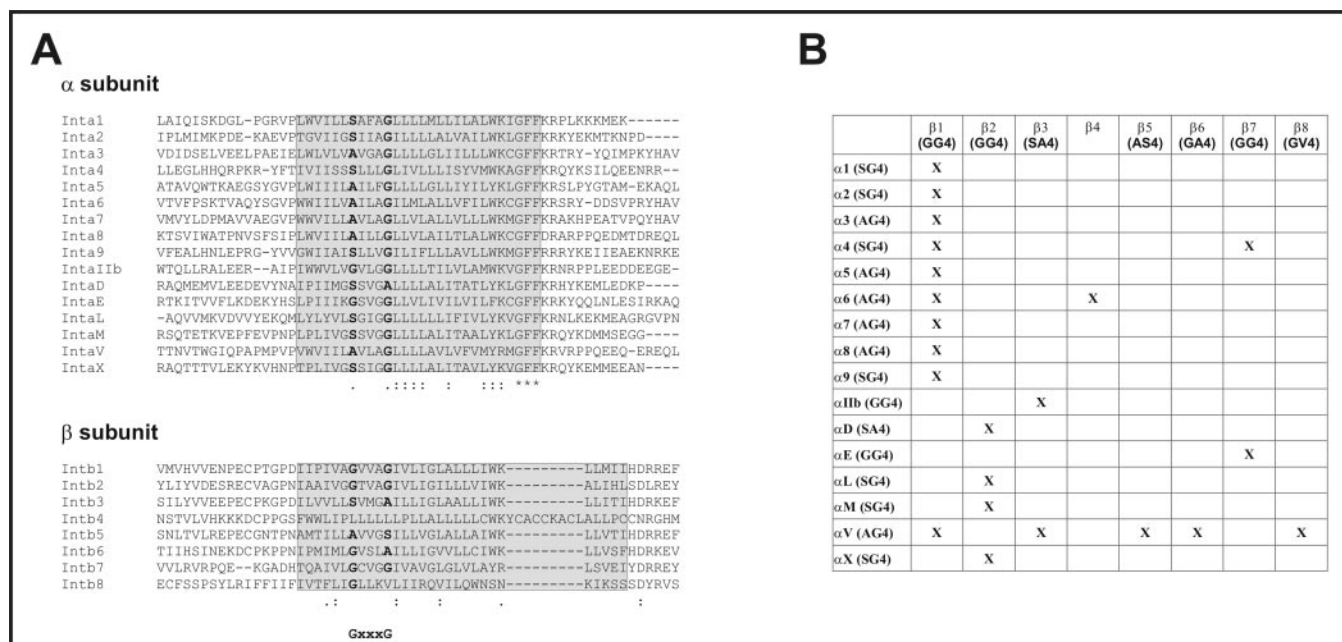 A
α subunit
Inta1 LAIQISKDGL-PGRVPLWVILLSAFAGLLLLMLLILALWKIGFFKRPLKKKMEK------
Inta2 IPLMIMKPDE-KAEVPTGVIIGSIIAGILLLLALVAILWKLGFFKRKYEKMTKNPD----
Inta3 VDIDSELVEELPAEIELWLVLVAVGAGLLLLGLIILLLWKCGFFKRTRY-YQIMPKYHAV
Inta4 LLEGLHHQRPKR-YFTIVIISSSLLLGLIVLLLISYVMWKAGFFKRQYKSILQEENRR--
Inta5 ATAVQWTKAEGSYGVPLWIIILAILFGLLLLGLLIYILYKLGFFKRSLPYGTAM-EKAQL
Inta6 VTVFPSKTVAQYSGVPWWIILVAILAGILMLALLVFILWKCGFFKRSRY-DDSVPRYHAV
Inta7 VMVYLDPMAVVAEGVPWWVIILAVLAGLLVLALLVLLLWKMGFFKRAKHPEATVPQYHAV
Inta8 KTSVIWATPNVSFSIPLWVIILAILLGLLVLAILTLALWKCGFFDRARPPQEDMTDREQL
Inta9 VFEALHNLEPRG-YVVGWIIAISLLVGILIFLLLAVLLWKMGFFRRRYKEIIEAEKNRKE
IntaIIb WTQLLRALEER--AIPIWWVLVGVLGGLLLLTILVLAMWKVGFFKRNRPPLEEDDEEGE-
IntaD RAQMEMVLEEDEVYNAIPIIMGSSVGALLLLALITATLYKLGFFKRHYKEMLEDKP----
IntaE RTKITVVFLKDEKYHSLPIIIKGSVGGLLVLIVILVILFKCGFFKRKYQQLNLESIRKAQ
IntaL -AQVVMKVDVVYEKQMLYLYVLSGIGGLLLLLLIFIVLYKVGFFKRNLKEKMEAGRGVPN
IntaM RSQTETKVEPFEVPNPLPLIVGSSVGGLLLLALITAALYKLGFFKRQYKDMMSEGG----
IntaV TTNVTWGIQPAPMPVPVWVIILAVLAGLLLLAVLVFVMYRMGFFKRVRPPQEEQ-EREQL
IntaX RAQTTTVLEKYKVHNPTPLIVGSSIGGLLLLALITAVLYKVGFFKRQYKEMMEEAN----
. .:::: : ::: ***
β subunit
Intb1 VMVHVVENPECPTGPDIIPIVAGVVAGIVLIGLALLLIWK---------LLMIIHDRREF
Intb2 YLIYVDESRECVAGPNIAAIVGGTVAGIVLIGILLLVIWK---------ALIHLSDLREY
Intb3 SILYVVEEPECPKGPDILVVLLSVMGAILLIGLAALLIWK---------LLITIHDRKEF
Intb4 NSTVLVHKKKDCPPGSFWWLIPLLLLLLPLLALLLLLCWKYCACCKACLALLPCCNRGHM
Intb5 SNLTVLREPECGNTPNAMTILLAVVGSILLVGLALLAIWK---------LLVTIHDRREF
Intb6 TIIHSINEKDCPKPPNIPMIMLGVSLAILLIGVVLLCIWK---------LLVSFHDRKEV
Intb7 VVLRVRPQE--KGADHTQAIVLGCVGGIVAVGLGLVLAYR---------LSVEIYDRREY
Intb8 ECFSSPSYLRIFFIIFIVTFLIGLLKVLIIRQVILQWNSN---------KIKSSSDYRVS
.: : : . :
GxxxG
B
β1 (GG4) β2 (GG4) β3 (SA4) β4 β5 (AS4) β6 (GA4) β7 (GG4) β8 (GV4)
α1 (SG4) X
α2 (SG4) X
α3 (AG4) X
α4 (SG4) X X
α5 (AG4) X
α6 (AG4) X X
α7 (AG4) X
α8 (AG4) X
α9 (SG4) X
αIIb (GG4) X
αD (SA4) X
αE (GG4) X
αL (SG4) X
αM (SG4) X
αV (AG4) X X X X X
αX (SG4) X